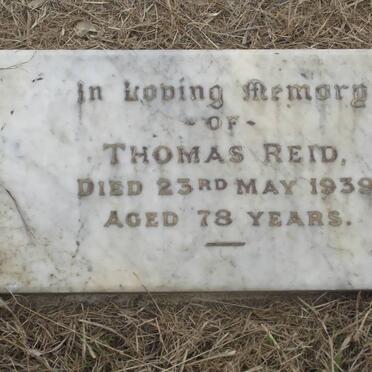 In Loving Memory
- OF -
THOMAS REID,
DIED 23RD MAY 1939
AGED 78 YEARS.